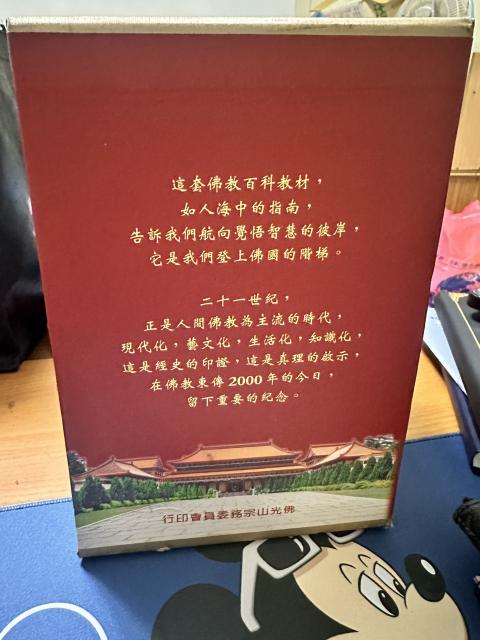 這套佛教百科教材，
如人海中的指南，
告訴我們航向覺悟智慧的彼岸，
它是我們登上佛國的階梯。
二十一世紀，
正是人間佛教為主流的時代，
現代化，藝文化，生活化，知識化，
這是經史的印證，這是真理的啟示，
在佛教東傳2000年的今日，
留下重要的紀念。
行印會員委務宗山光佛